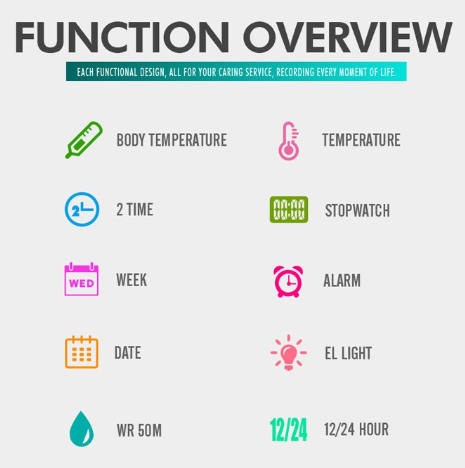 FUNCTION OVERVIEW
EACH FUNCTIONAL DESIGN, ALL FOR YOUR CARING SERVICE, RECORDING EVERY MOMENT OF LIFE.
BODY TEMPERATURE
TEMPERATURE
2
2 TIME
00:00
STOPWATCH
WED
WEEK
ALARM
DATE
EL LIGHT
WR 50M
12/24
12/24 HOUR